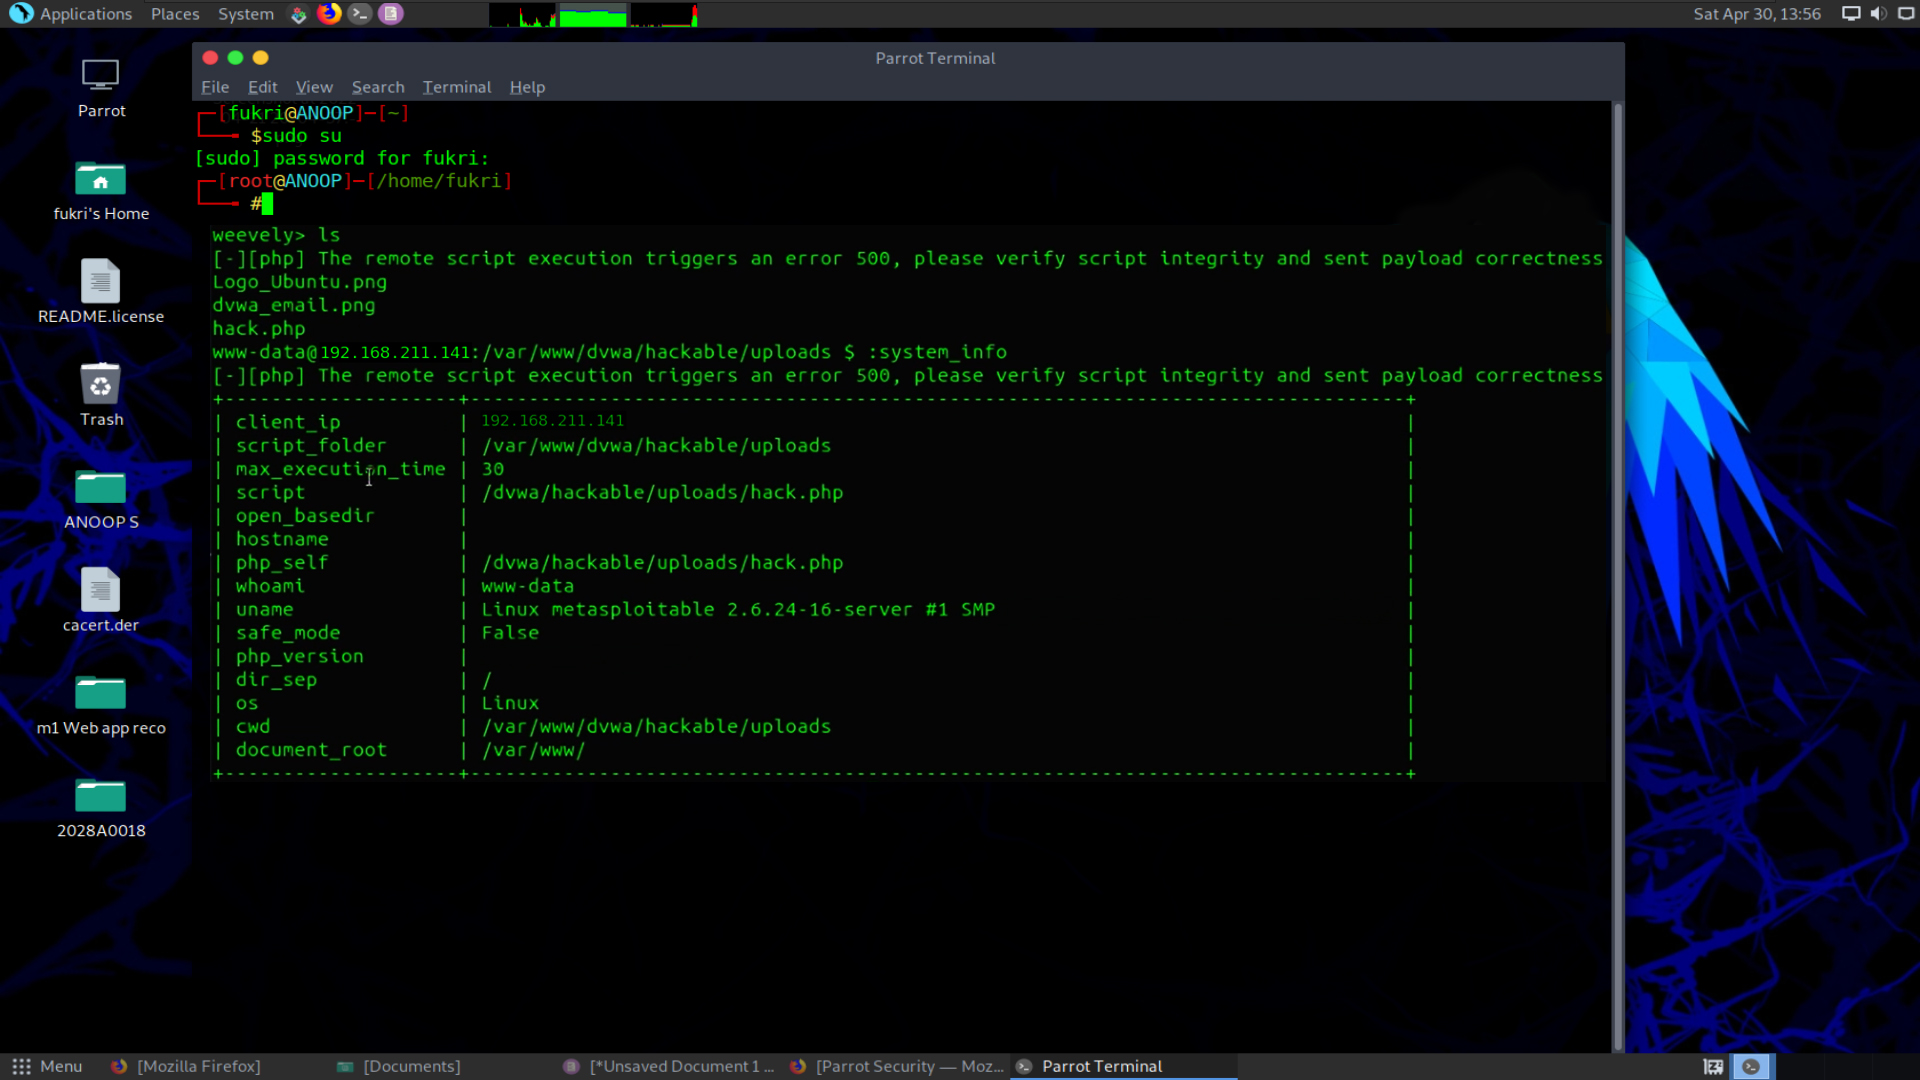 Applications Places System Sat Apr 30, 13:56
Parrot Terminal
File Edit View Search Terminal Help
Parrot
fukri's Home
README.license
Trash
ANOOP S
cacert.der
m1 Web app reco
2028A0018
[fukri@ANOOP]─[~]
$sudo su
[sudo] password for fukri:
[root@ANOOP]─[/home/fukri]
#
weevely> ls
[-][php] The remote script execution triggers an error 500, please verify script integrity and sent payload correctness
Logo_Ubuntu.png
dvwa_email.png
hack.php
www-data@192.168.211.141:/var/www/dvwa/hackable/uploads $ :system_info
[-][php] The remote script execution triggers an error 500, please verify script integrity and sent payload correctness
| client_ip | 192.168.211.141 |
| script_folder | /var/www/dvwa/hackable/uploads |
| max_execution_time | 30 |
| script | /dvwa/hackable/uploads/hack.php |
| open_basedir | |
| hostname | |
| php_self | /dvwa/hackable/uploads/hack.php |
| whoami | www-data |
| uname | Linux metasploitable 2.6.24-16-server #1 SMP |
| safe_mode | False |
| php_version | |
| dir_sep | / |
| os | Linux |
| cwd | /var/www/dvwa/hackable/uploads |
| document_root | /var/www/ |
Menu [Mozilla Firefox] [Documents] [*Unsaved Document 1 ... [Parrot Security — Moz... Parrot Terminal